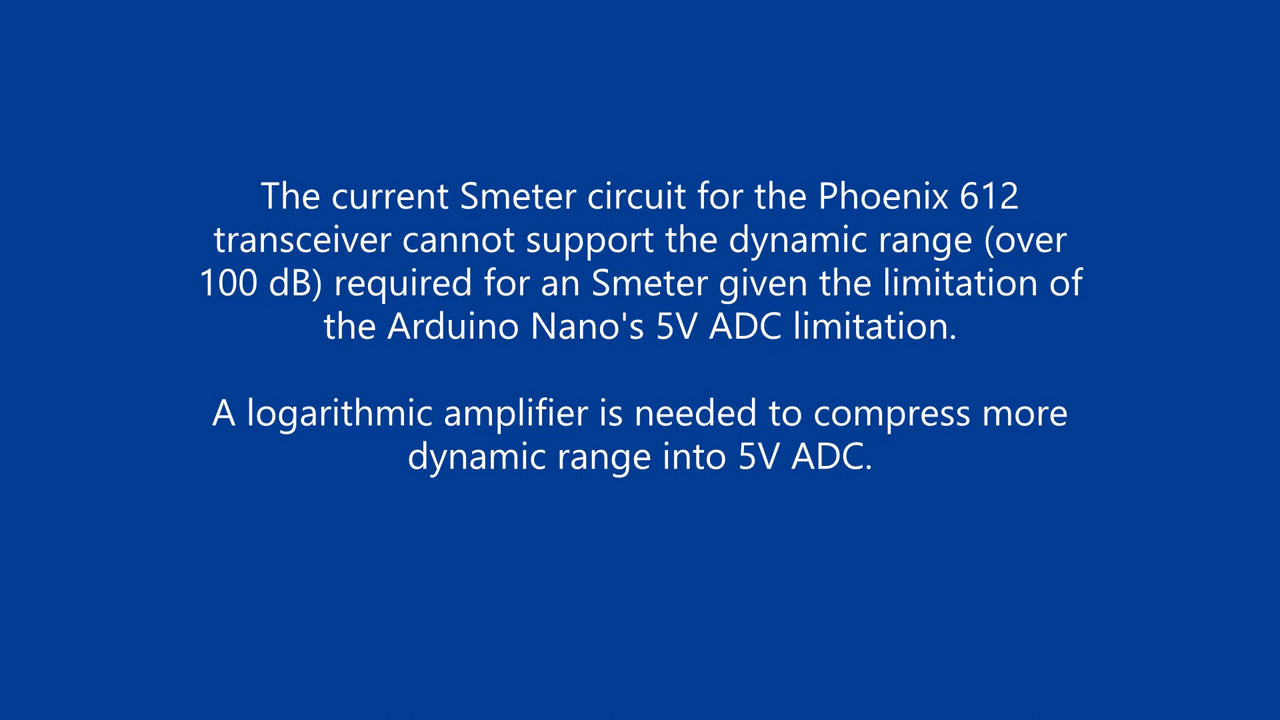 The current Smeter circuit for the Phoenix 612
transceiver cannot support the dynamic range (over
100 dB) required for an Smeter given the limitation of
the Arduino Nano's 5V ADC limitation.
A logarithmic amplifier is needed to compress more
dynamic range into 5V ADC.